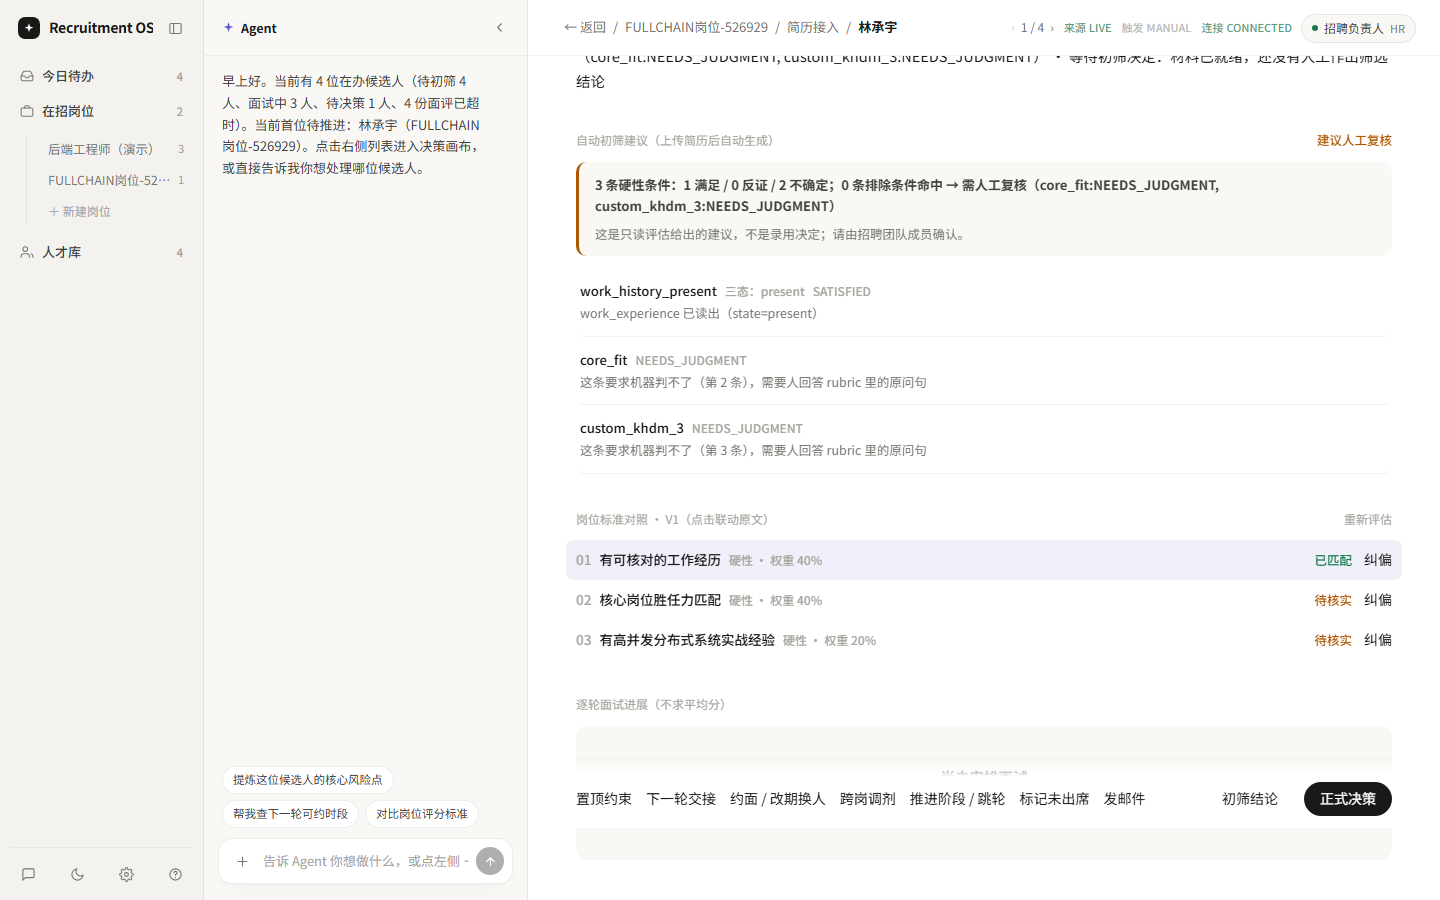 Recruitment OS
今日待办 4
在招岗位 2
后端工程师（演示） 3
FULLCHAIN岗位-52··· 1
+ 新建岗位
人才库 4
Agent
早上好。当前有 4 位在办候选人（待初筛 4
人、面试中 3 人、待决策 1 人、4 份面评已超
时）。当前首位待推进：林承宇（FULLCHAIN
岗位-526929）。点击右侧列表进入决策画布，
或直接告诉我你想处理哪位候选人。
提炼这位候选人的核心风险点
帮我查下一轮可约时段
对比岗位评分标准
告诉 Agent 你想做什么，或点左侧
← 返回 / FULLCHAIN岗位-526929 / 简历接入 / 林承宇
‹ 1 / 4 › 来源 LIVE 触发 MANUAL 连接 CONNECTED
招聘负责人 HR
（core_fit:NEEDS_JUDGMENT, custom_khdm_3:NEEDS_JUDGMENT） · 等待初筛决定：材料已就绪，还没有人工作出筛选
结论
自动初筛建议（上传简历后自动生成） 建议人工复核
3 条硬性条件：1 满足 / 0 反证 / 2 不确定；0 条排除条件命中 → 需人工复核（core_fit:NEEDS_JUDGMENT,
custom_khdm_3:NEEDS_JUDGMENT）
这是只读评估给出的建议，不是录用决定；请由招聘团队成员确认。
work_history_present 三态：present SATISFIED
work_experience 已读出（state=present）
core_fit NEEDS_JUDGMENT
这条要求机器判不了（第 2 条），需要人回答 rubric 里的原问句
custom_khdm_3 NEEDS_JUDGMENT
这条要求机器判不了（第 3 条），需要人回答 rubric 里的原问句
岗位标准对照 · V1（点击联动原文） 重新评估
01 有可核对的工作经历 硬性 · 权重 40% 已匹配 纠偏
02 核心岗位胜任力匹配 硬性 · 权重 40% 待核实 纠偏
03 有高并发分布式系统实战经验 硬性 · 权重 20% 待核实 纠偏
逐轮面试进展（不求平均分）
置顶约束 下一轮交接 约面 / 改期换人 跨岗调剂 推进阶段 / 跳轮 标记未出席 发邮件 初筛结论 正式决策